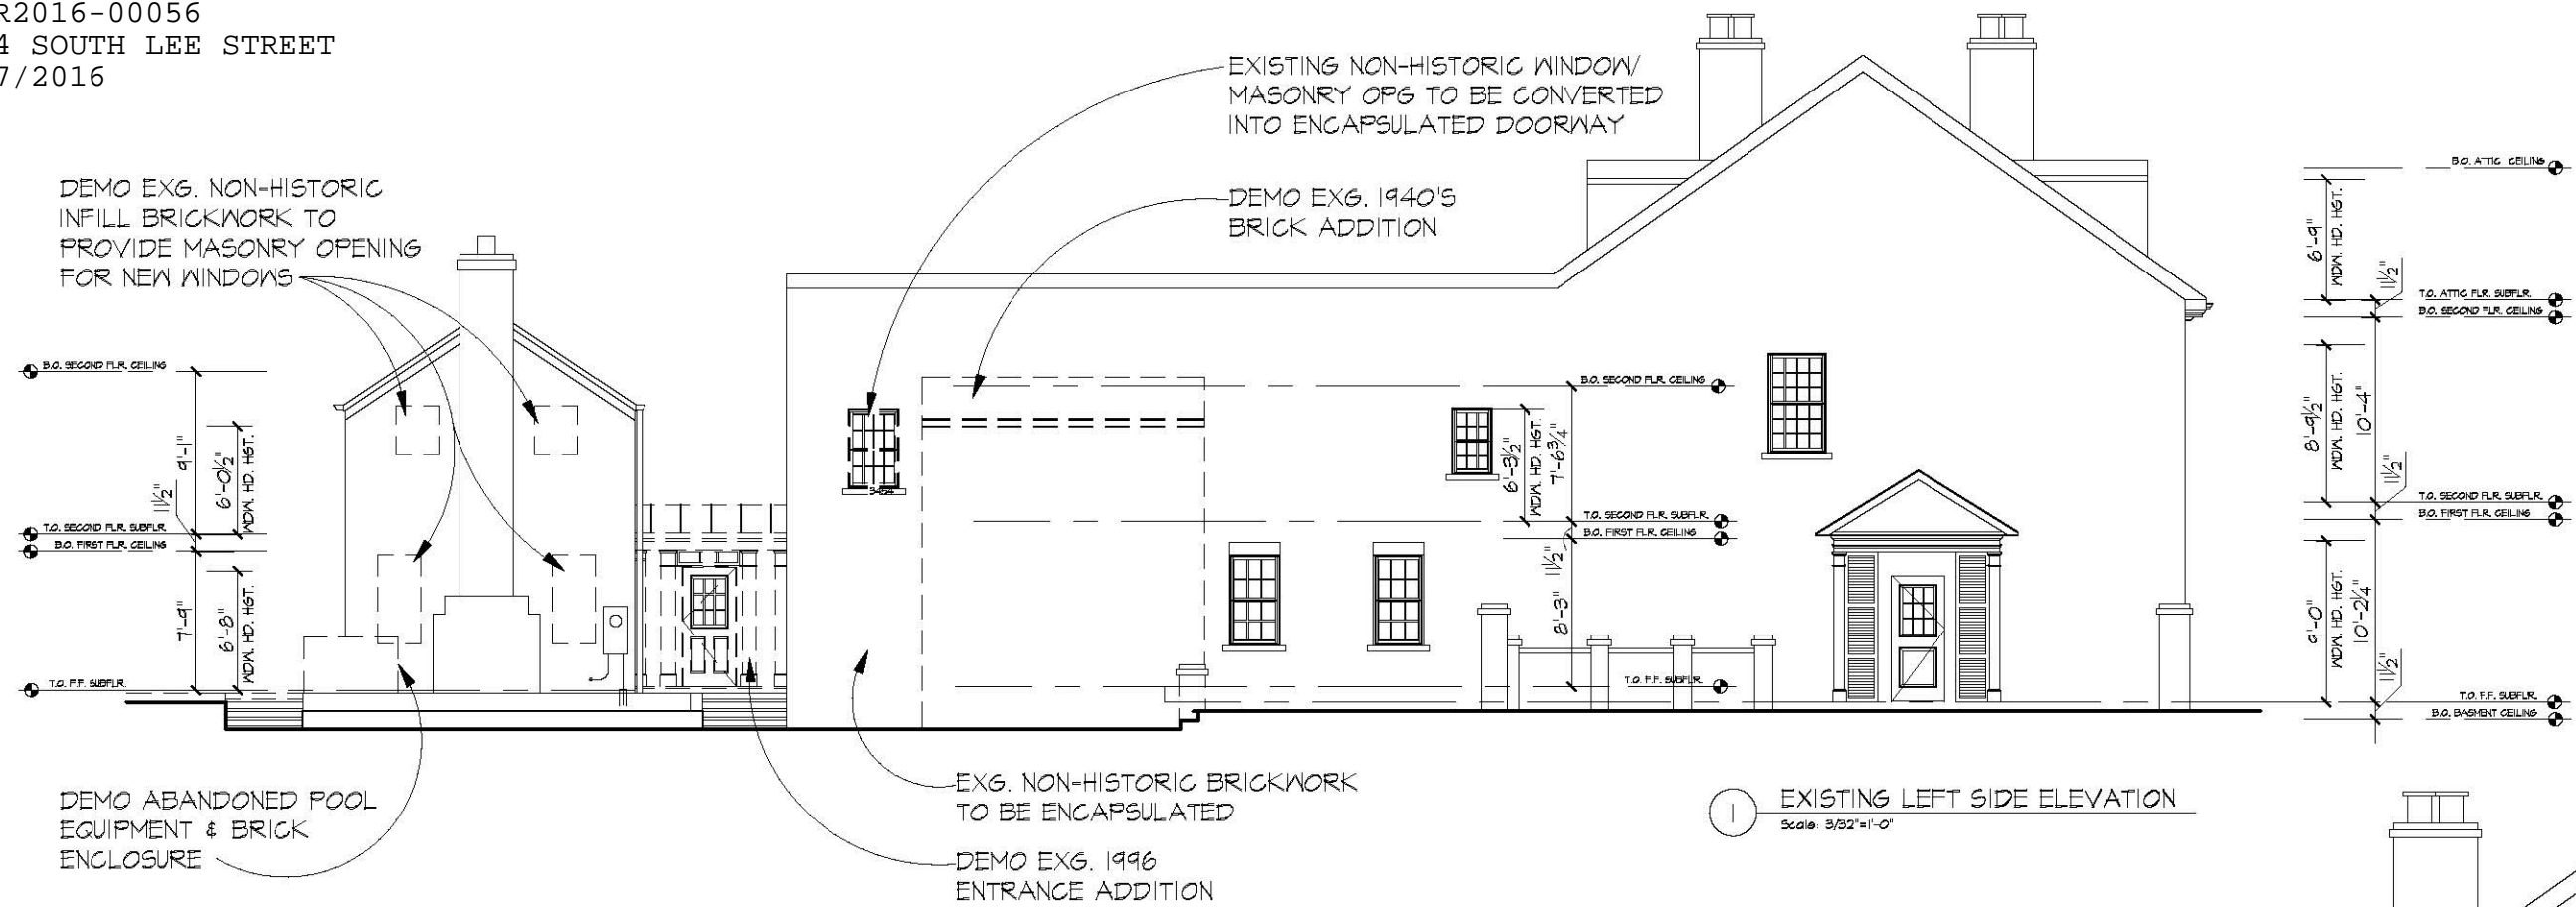 R2016-00056
4 SOUTH LEE STREET
7/2016
EXISTING NON-HISTORIC WINDOW/
MASONRY OPG TO BE CONVERTED
INTO ENCAPSULATED DOORWAY
DEMO EXG. NON-HISTORIC
INFILL BRICKWORK TO
PROVIDE MASONRY OPENING
FOR NEW WINDOWS
DEMO EXG. 1940'S
BRICK ADDITION
B.O. SECOND FLR. CEILING
9'-1"
6'-0½"
WDW. HD. HGT.
11½"
T.O. SECOND FLR. SUBFLR.
B.O. FIRST FLR. CEILING
7'-9"
6'-8"
WDW. HD. HGT.
T.O. F.F. SUBFLR.
B.O. SECOND FLR. CEILING
6'-3½"
WDW. HD. HGT.
7'-6¾"
T.O. SECOND FLR. SUBFLR.
B.O. FIRST FLR. CEILING
11½"
8'-3"
T.O. F.F. SUBFLR.
B.O. ATTIC CEILING
6'-9"
WDW. HD. HGT.
11½"
T.O. ATTIC FLR. SUBFLR.
B.O. SECOND FLR. CEILING
8'-9½"
WDW. HD. HGT.
10'-4"
11½"
T.O. SECOND FLR. SUBFLR.
B.O. FIRST FLR. CEILING
9'-0"
WDW. HD. HGT.
10'-2¼"
11½"
T.O. F.F. SUBFLR.
B.O. BASMENT CEILING
DEMO ABANDONED POOL
EQUIPMENT & BRICK
ENCLOSURE
EXG. NON-HISTORIC BRICKWORK
TO BE ENCAPSULATED
DEMO EXG. 1996
ENTRANCE ADDITION
1
EXISTING LEFT SIDE ELEVATION
Scale: 3/32"=1'-0"